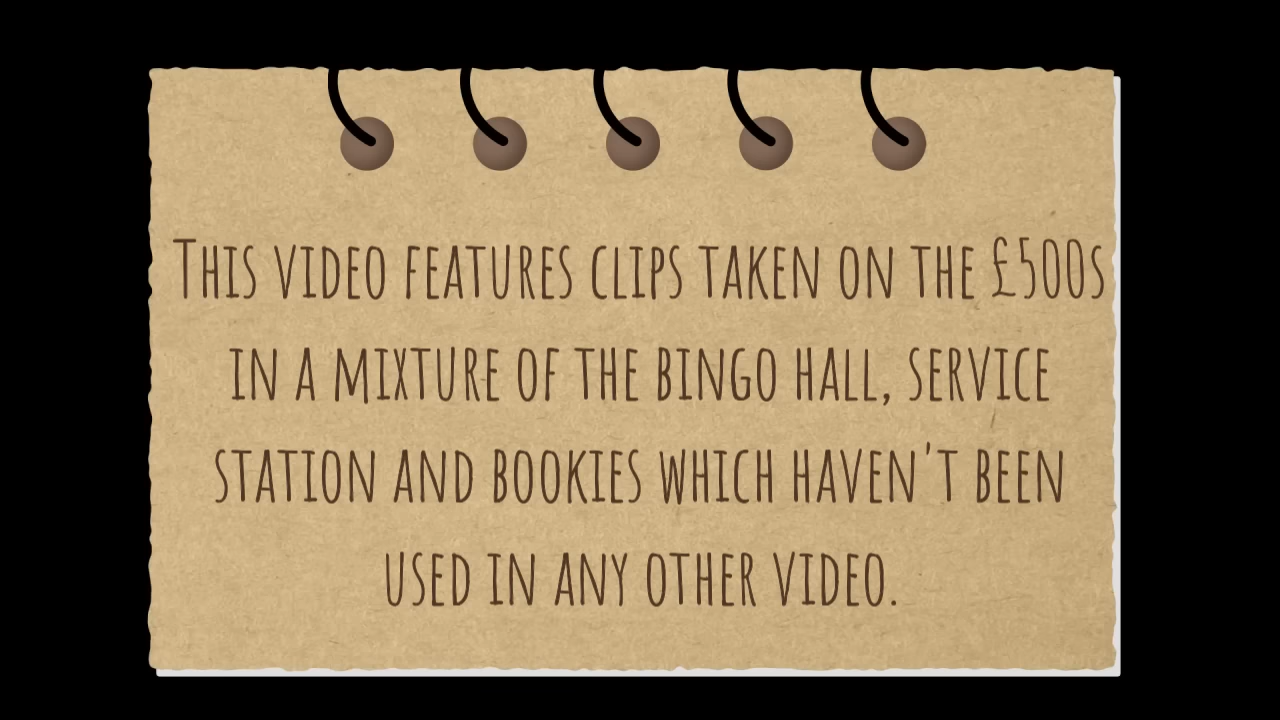 This video features clips taken on the £500s
in a mixture of the bingo hall, service
station and bookies which haven't been
used in any other video.